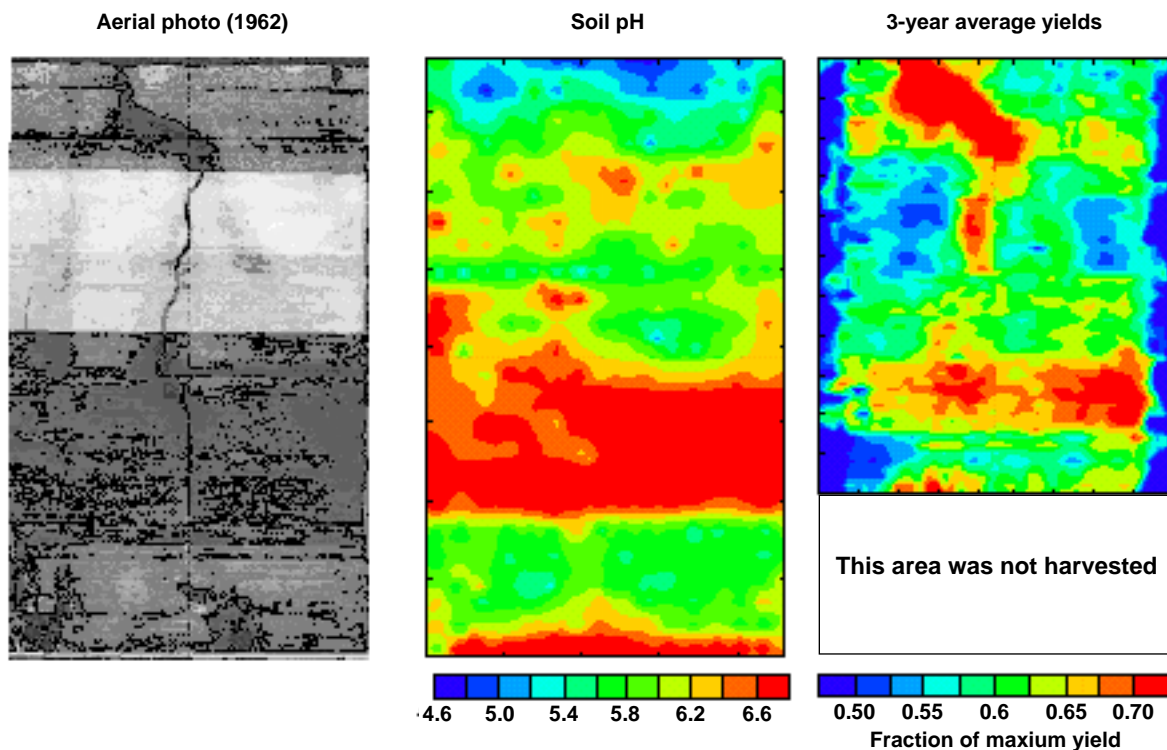 Aerial photo (1962)
Soil pH
3-year average yields
This area was not harvested
4.6 5.0 5.4 5.8 6.2 6.6
0.50 0.55 0.6 0.65 0.70
Fraction of maxium yield